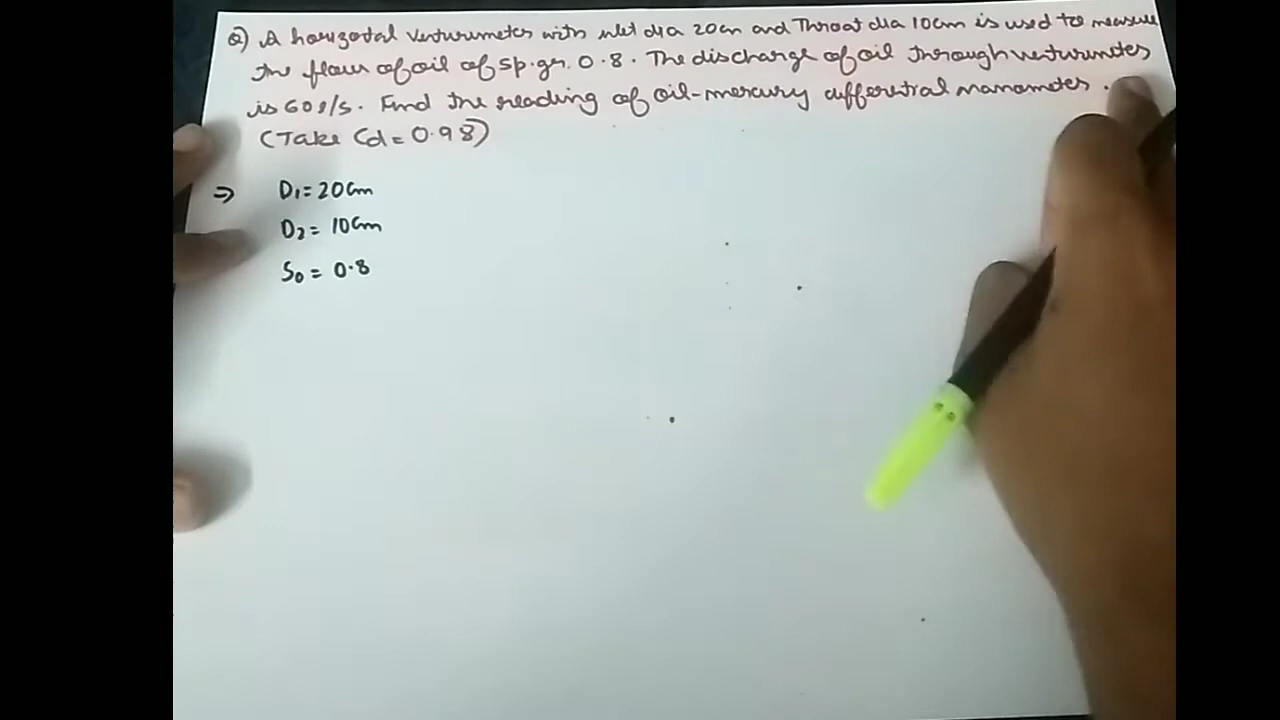 Q) A horizotal Venturimeter with inlet dia 20cm and Throat dia 10cm is used to measure
the flow of oil of sp.gr. 0.8. The discharge of oil through venturimeter
is 60 l/s. Find the reading of oil-mercury differential manometer.
(Take Cd = 0.98)
⇒ D₁ = 20cm
D₂ = 10cm
S₀ = 0.8